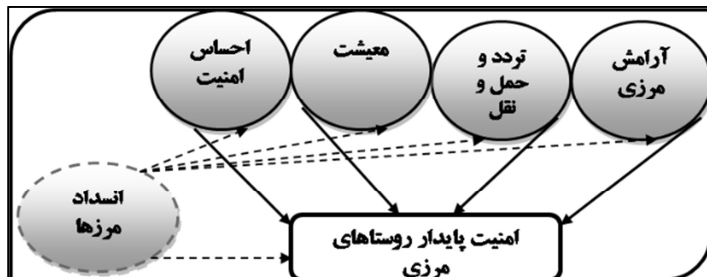 آرامش
مرزی
تردد و
حمل و
نقل
معیشت
احساس
امنیت
انسداد
مرزها
امنیت پایدار روستاهای
مرزی